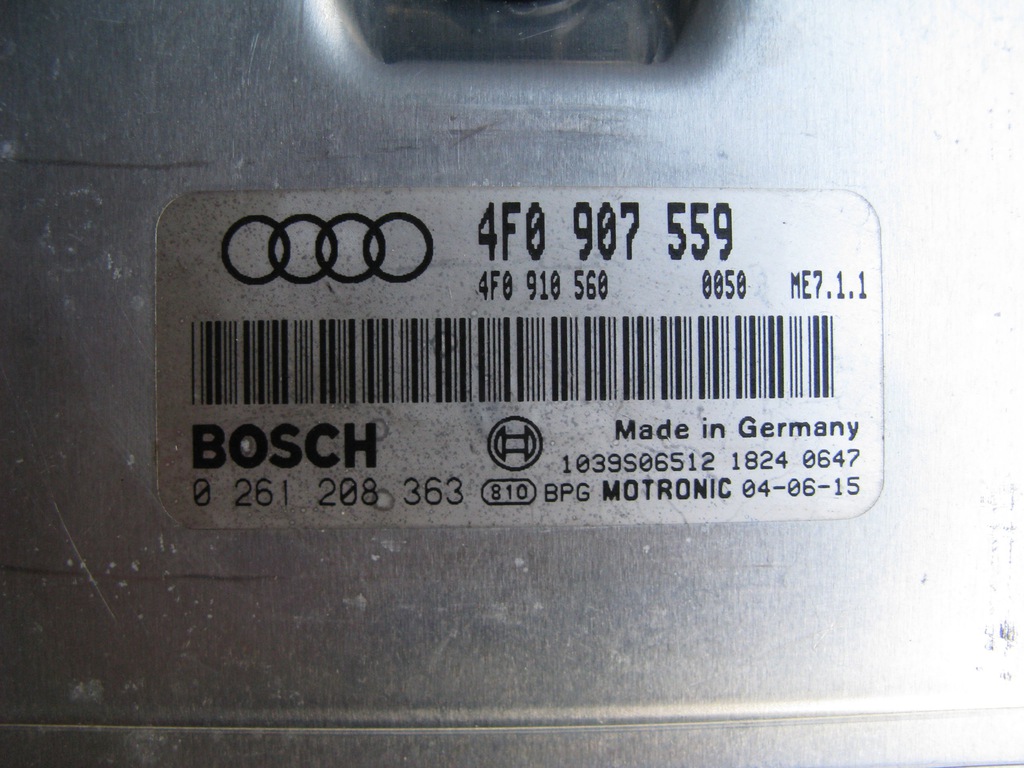 4F0 907 559
4F0 910 560 0050 ME7.1.1
BOSCH
Made in Germany
1039S06512 1824 0647
0 261 208 363 810 BPG MOTRONIC 04-06-15